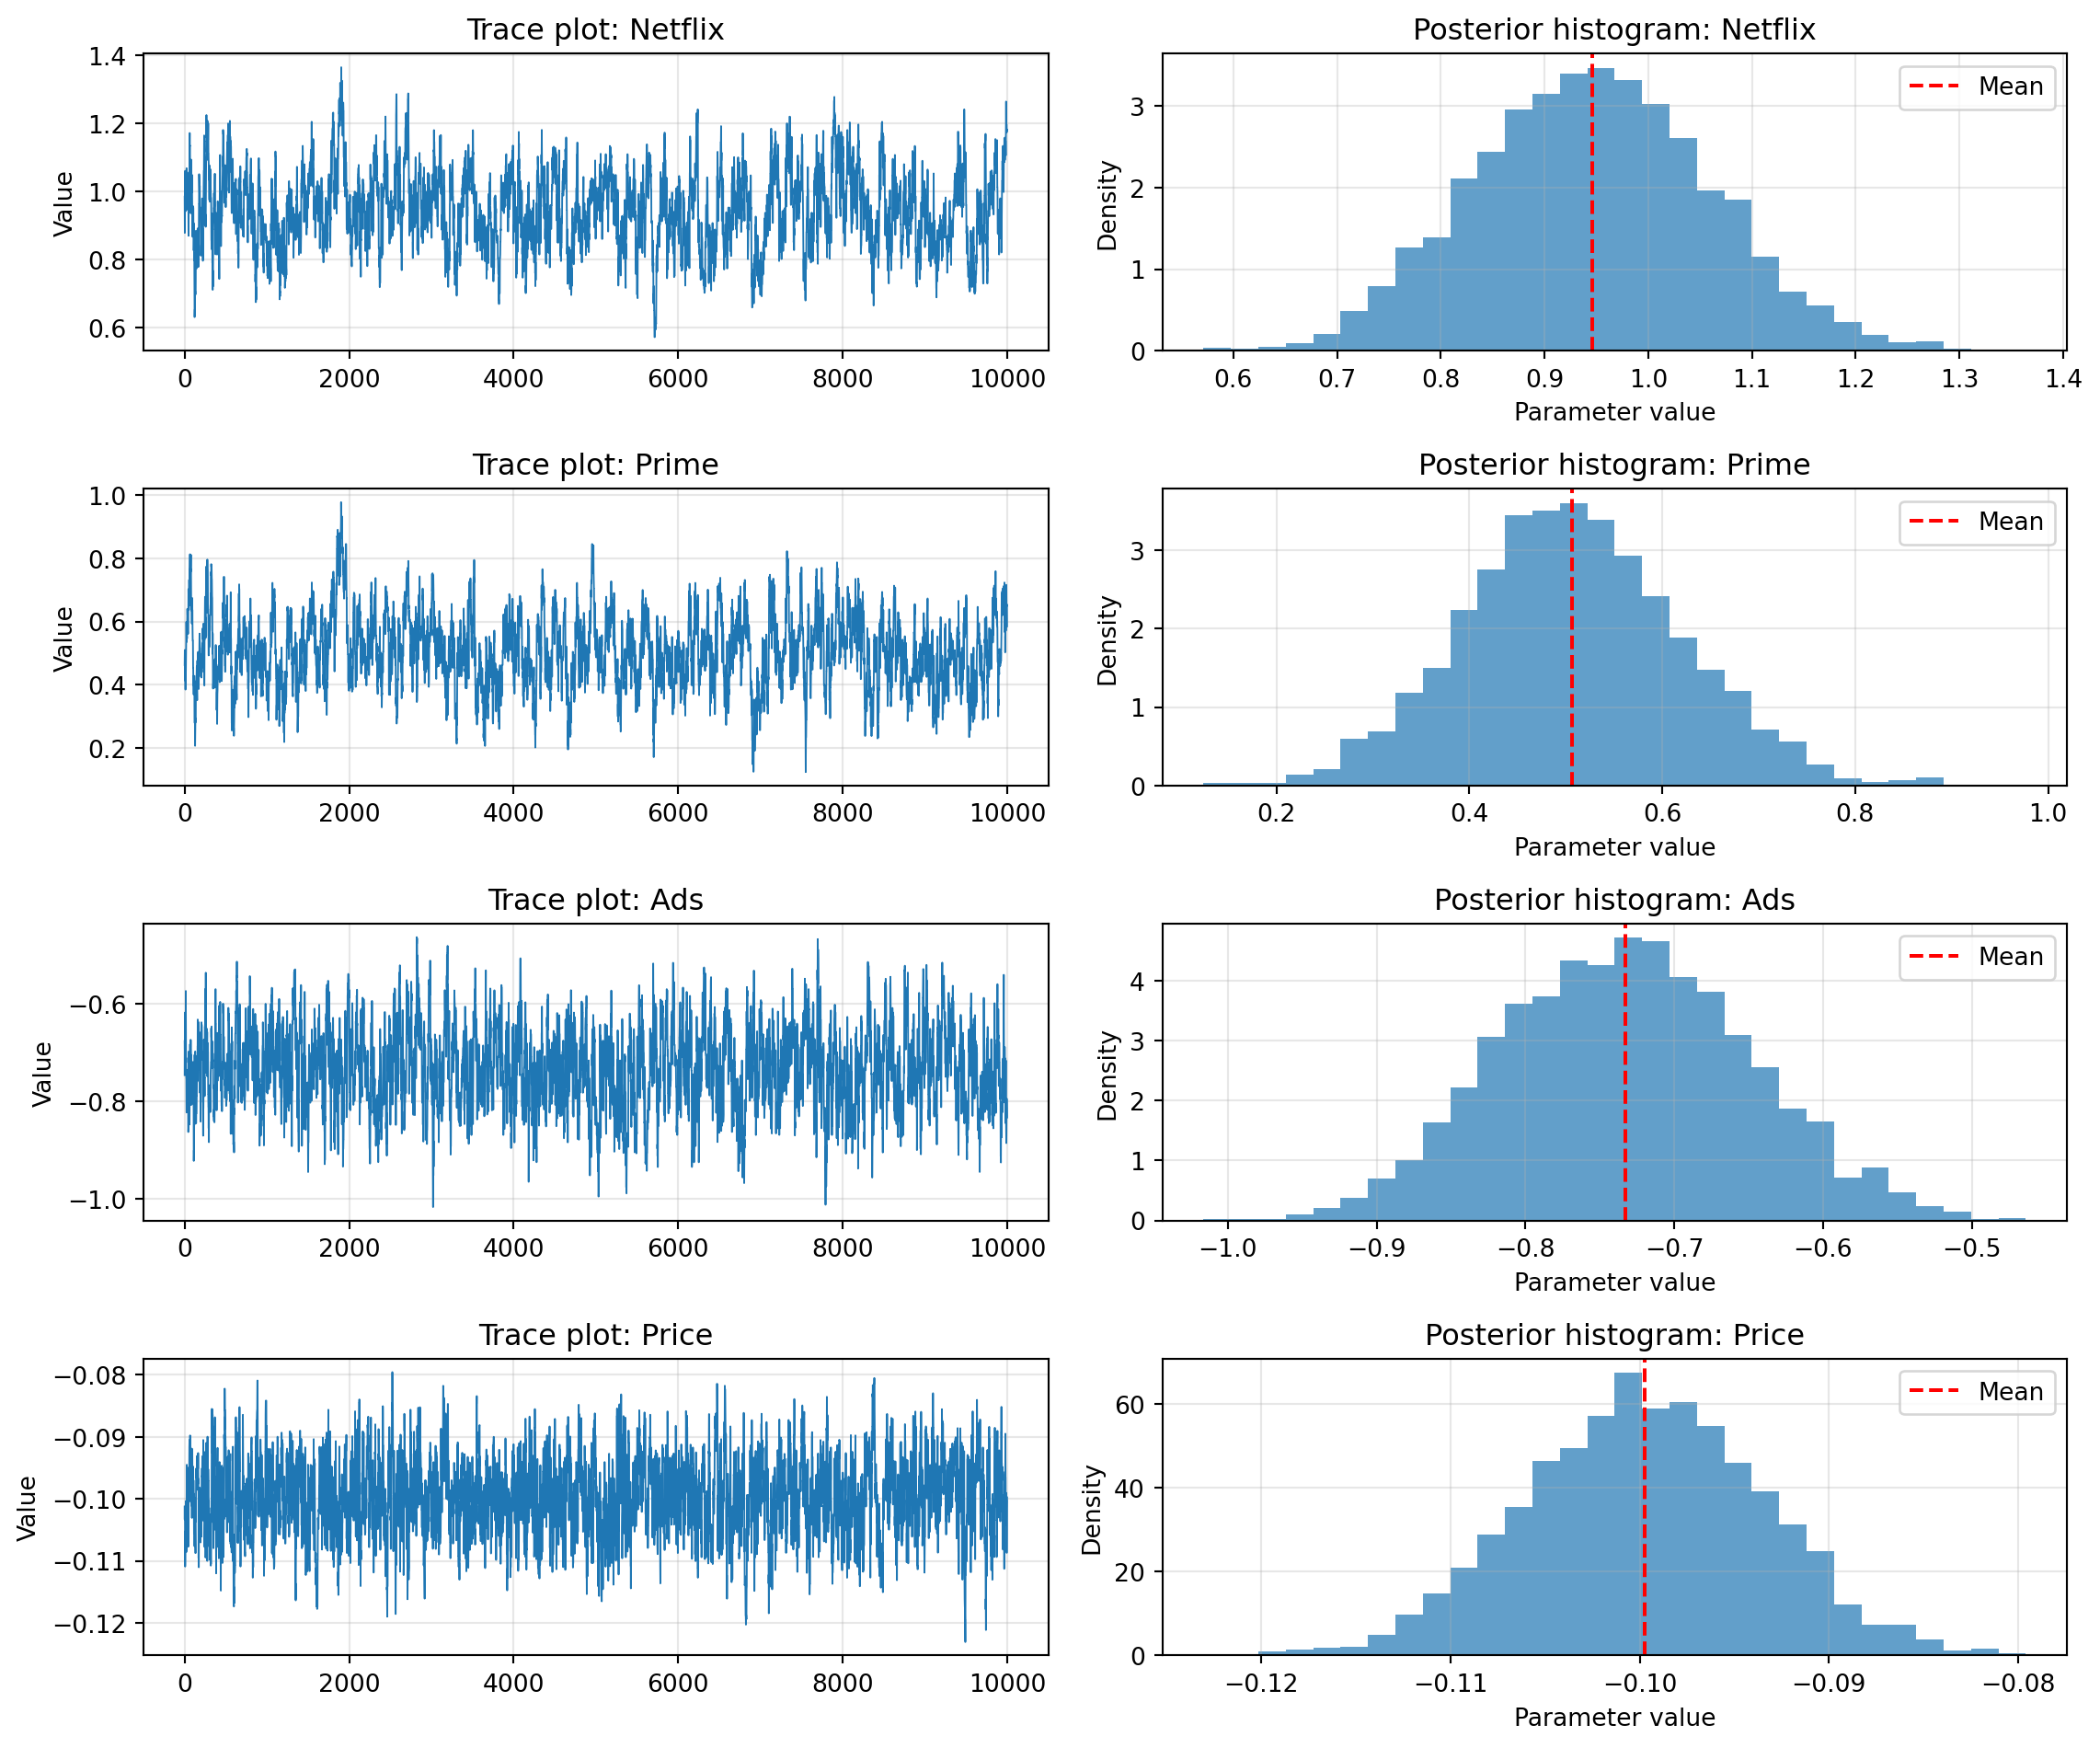 Trace plot: Netflix
Value
1.4
1.2
1.0
0.8
0.6
0 2000 4000 6000 8000 10000
Posterior histogram: Netflix
Density
3
2
1
0
Mean
0.6 0.7 0.8 0.9 1.0 1.1 1.2 1.3 1.4
Parameter value
Trace plot: Prime
Value
1.0
0.8
0.6
0.4
0.2
0 2000 4000 6000 8000 10000
Posterior histogram: Prime
Density
3
2
1
0
Mean
0.2 0.4 0.6 0.8 1.0
Parameter value
Trace plot: Ads
Value
−0.6
−0.8
−1.0
0 2000 4000 6000 8000 10000
Posterior histogram: Ads
Density
4
3
2
1
0
Mean
−1.0 −0.9 −0.8 −0.7 −0.6 −0.5
Parameter value
Trace plot: Price
Value
−0.08
−0.09
−0.10
−0.11
−0.12
0 2000 4000 6000 8000 10000
Posterior histogram: Price
Density
60
40
20
0
Mean
−0.12 −0.11 −0.10 −0.09 −0.08
Parameter value